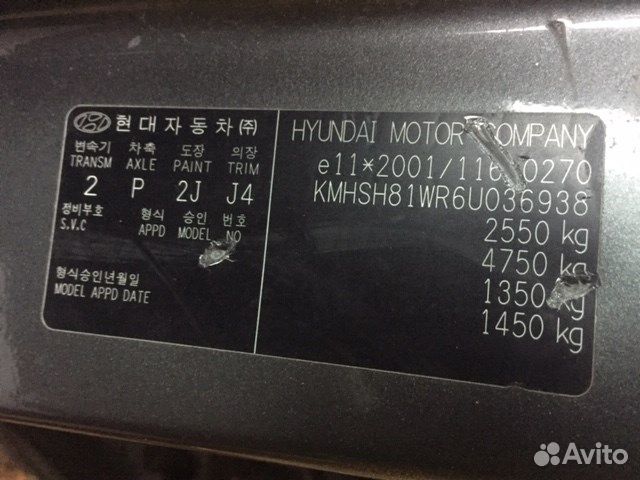 현대자동차(주)
변속기 차축 도장 의장
TRANSM AXLE PAINT TRIM
2 P 2J J4
정비부호 형식 승인 번호
S.V.C APPD MODEL NO
형식승인년월일
MODEL APPD DATE
HYUNDAI MOTOR COMPANY
e11*2001/116 0270
KMHSH81WR6U036938
2550 kg
4750 kg
1350 kg
1450 kg
Avito